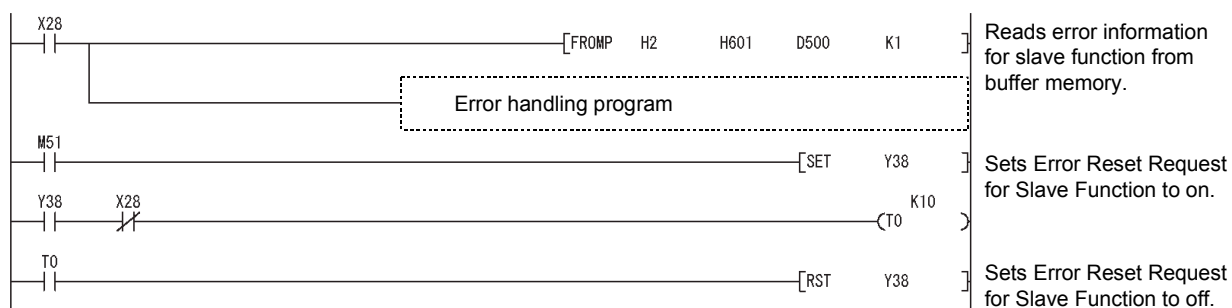 X28
[FROMP H2 H601 D500 K1 ]
Reads error information
for slave function from
buffer memory.
Error handling program
M51
[SET Y38 ]
Sets Error Reset Request
for Slave Function to on.
Y38 X28
K10
(T0 )
T0
[RST Y38 ]
Sets Error Reset Request
for Slave Function to off.